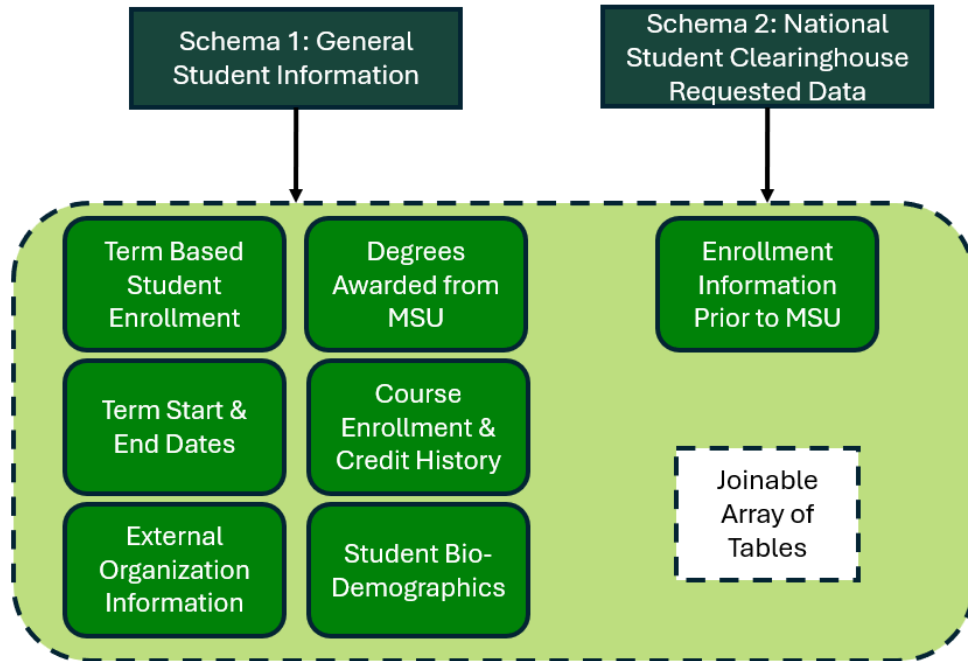 Schema 1: General
Student Information
Schema 2: National
Student Clearinghouse
Requested Data
Term Based
Student
Enrollment
Degrees
Awarded from
MSU
Enrollment
Information
Prior to MSU
Term Start &
End Dates
Course
Enrollment &
Credit History
External
Organization
Information
Student Bio-
Demographics
Joinable
Array of
Tables